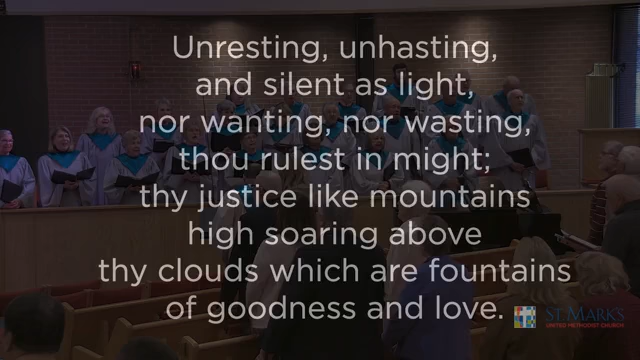 Unresting, unhasting,
and silent as light,
nor wanting, nor wasting,
thou rulest in might;
thy justice like mountains
high soaring above
thy clouds which are fountains
of goodness and love.
ST. MARK'S
UNITED METHODIST CHURCH